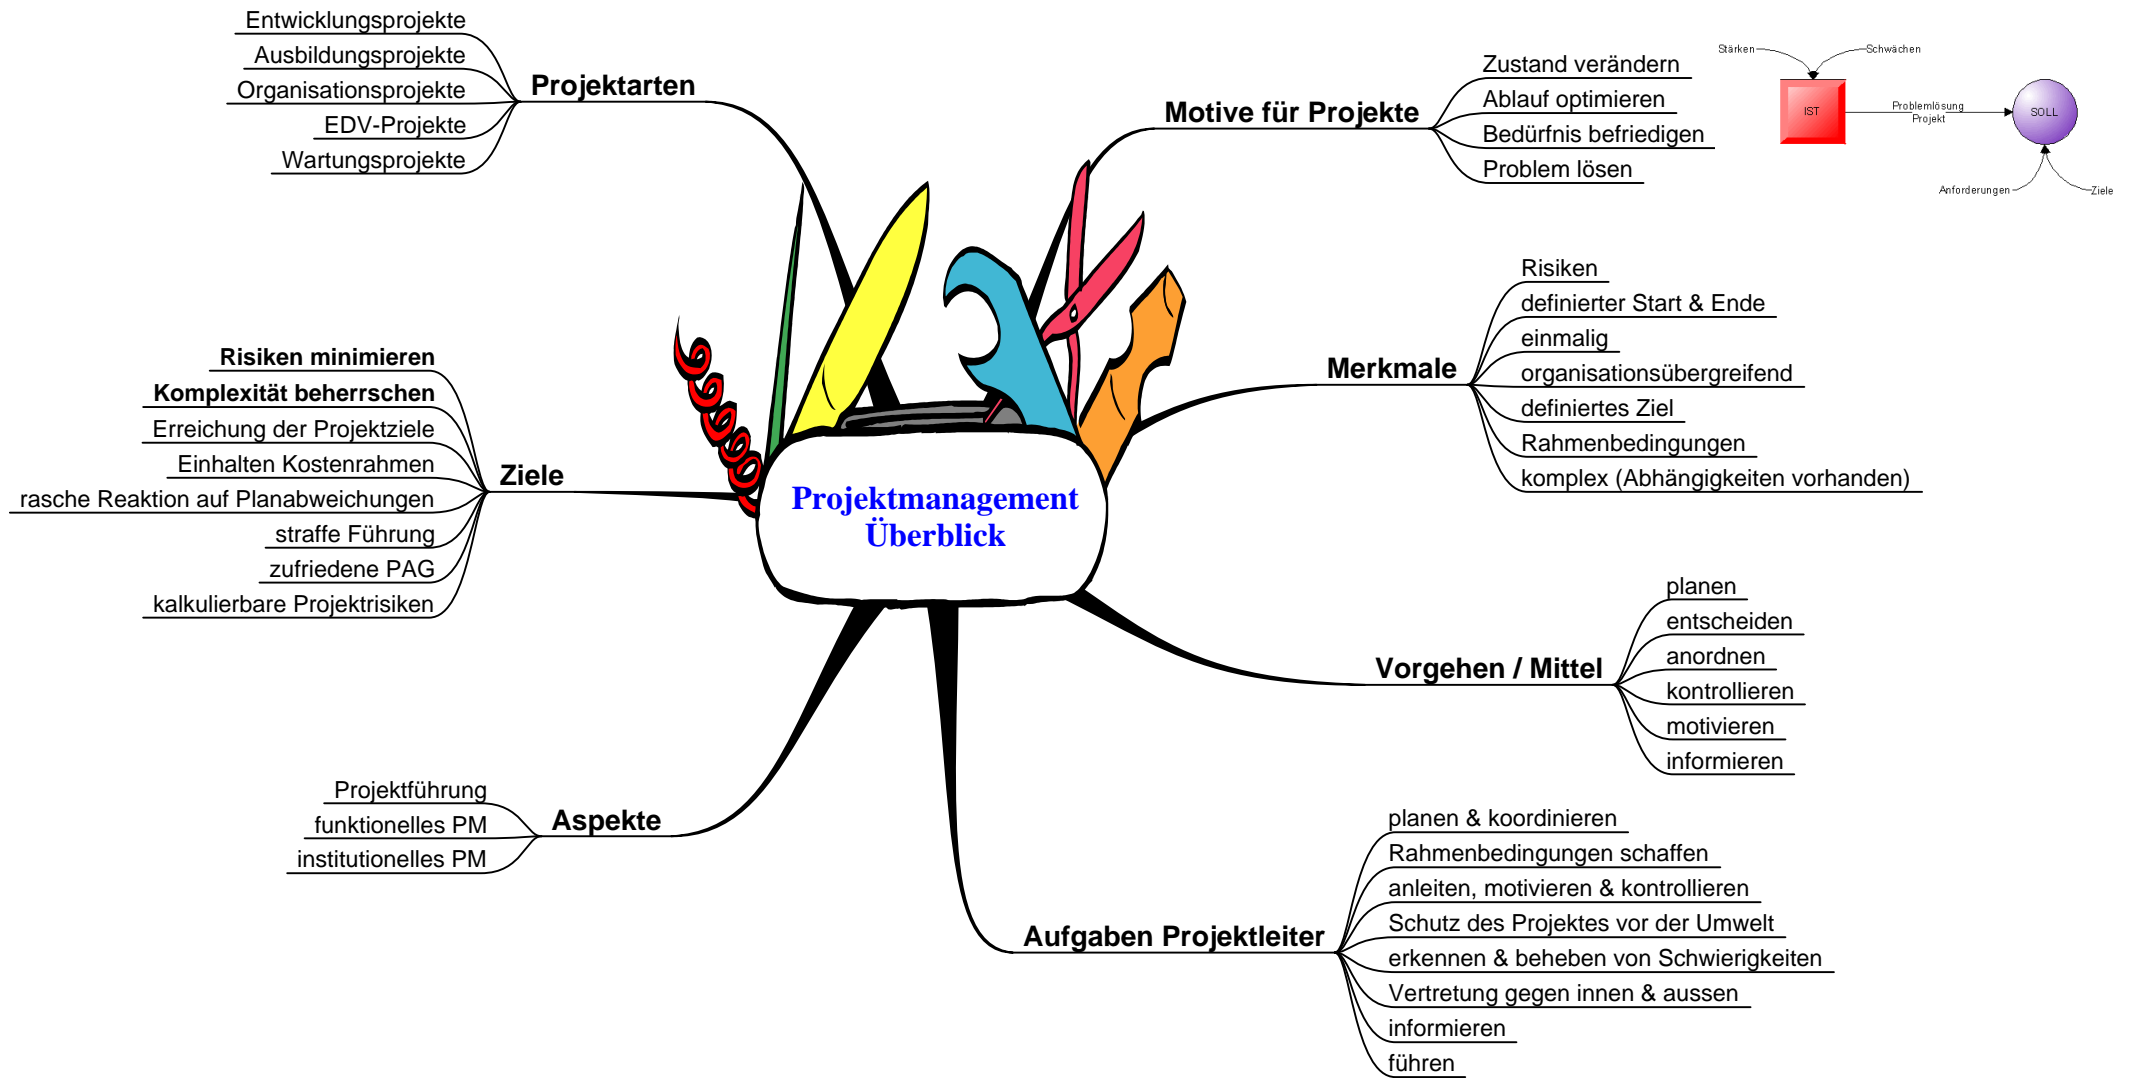 Projektmanagement
Überblick
Motive für Projekte
Zustand verändern
Ablauf optimieren
Bedürfnis befriedigen
Problem lösen
Stärken
Schwächen
IST
Problemlösung
Projekt
SOLL
Anforderungen
Ziele
Merkmale
Risiken
definierter Start & Ende
einmalig
organisationsübergreifend
definiertes Ziel
Rahmenbedingungen
komplex (Abhängigkeiten vorhanden)
Vorgehen / Mittel
planen
entscheiden
anordnen
kontrollieren
motivieren
informieren
Aufgaben Projektleiter
planen & koordinieren
Rahmenbedingungen schaffen
anleiten, motivieren & kontrollieren
Schutz des Projektes vor der Umwelt
erkennen & beheben von Schwierigkeiten
Vertretung gegen innen & aussen
informieren
führen
Aspekte
Projektführung
funktionelles PM
institutionelles PM
Ziele
Risiken minimieren
Komplexität beherrschen
Erreichung der Projektziele
Einhalten Kostenrahmen
rasche Reaktion auf Planabweichungen
straffe Führung
zufriedene PAG
kalkulierbare Projektrisiken
Projektarten
Entwicklungsprojekte
Ausbildungsprojekte
Organisationsprojekte
EDV-Projekte
Wartungsprojekte